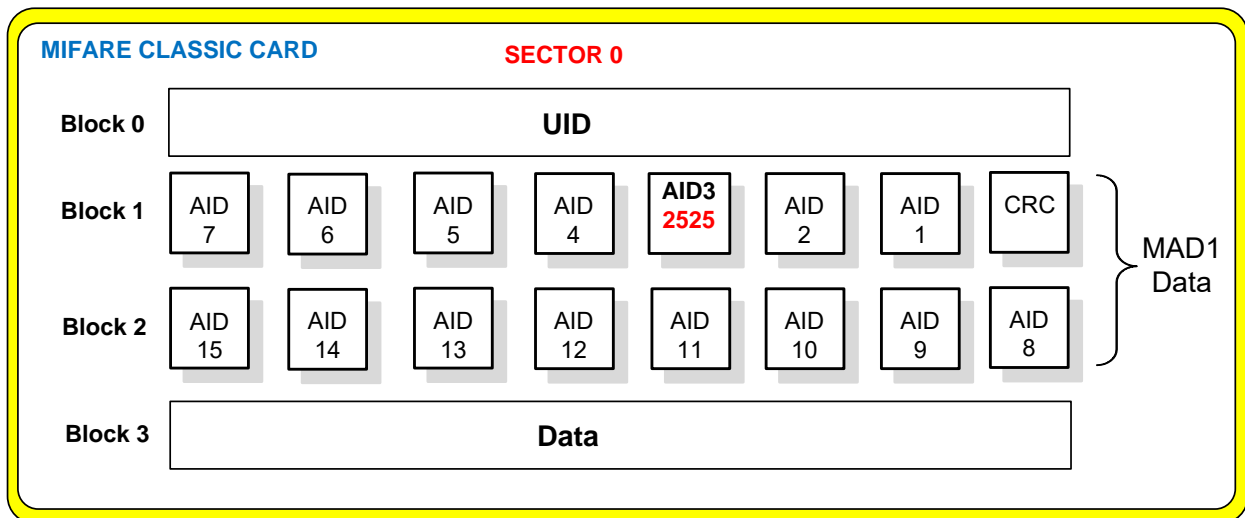 MIFARE CLASSIC CARD
SECTOR 0
Block 0
UID
Block 1
AID
7
AID
6
AID
5
AID
4
AID3
2525
AID
2
AID
1
CRC
MAD1
Data
Block 2
AID
15
AID
14
AID
13
AID
12
AID
11
AID
10
AID
9
AID
8
Block 3
Data